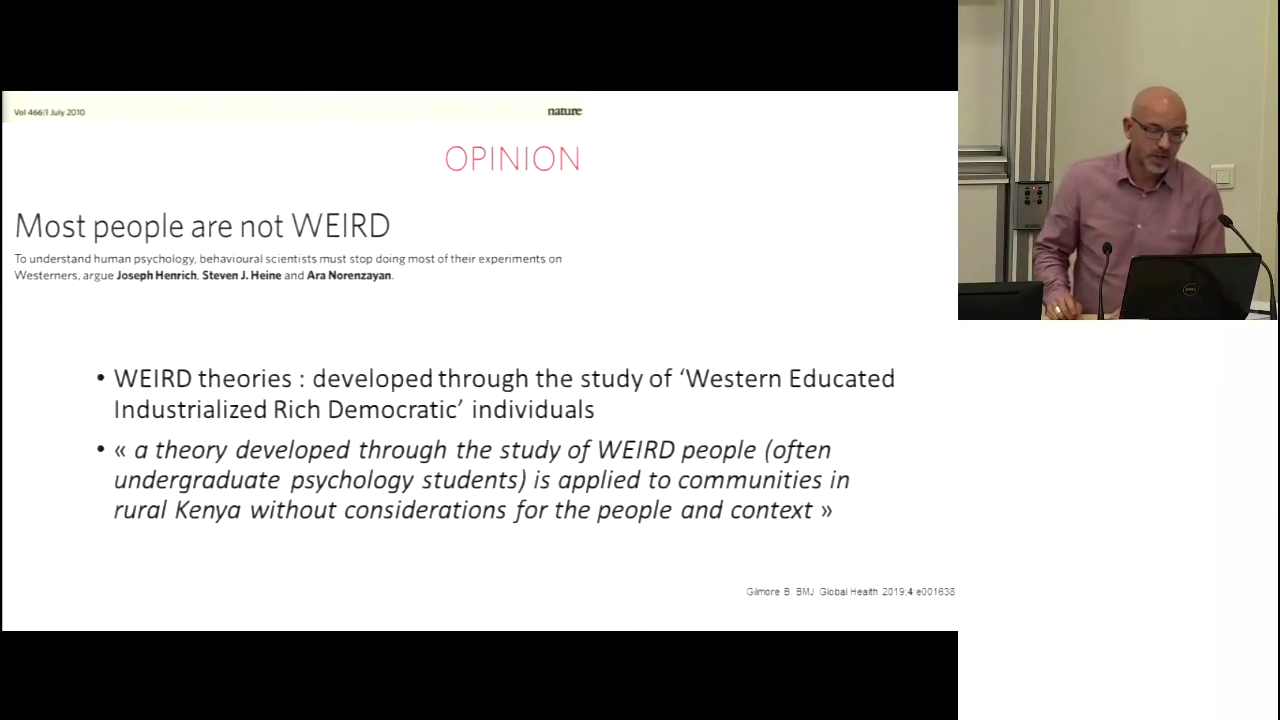 Vol 466|1 July 2010
nature
OPINION
Most people are not WEIRD
To understand human psychology, behavioural scientists must stop doing most of their experiments on
Westerners, argue Joseph Henrich, Steven J. Heine and Ara Norenzayan.
• WEIRD theories : developed through the study of ‘Western Educated
Industrialized Rich Democratic’ individuals
• « a theory developed through the study of WEIRD people (often
undergraduate psychology students) is applied to communities in
rural Kenya without considerations for the people and context »
Gilmore B. BMJ Global Health 2019;4:e001638
DELL